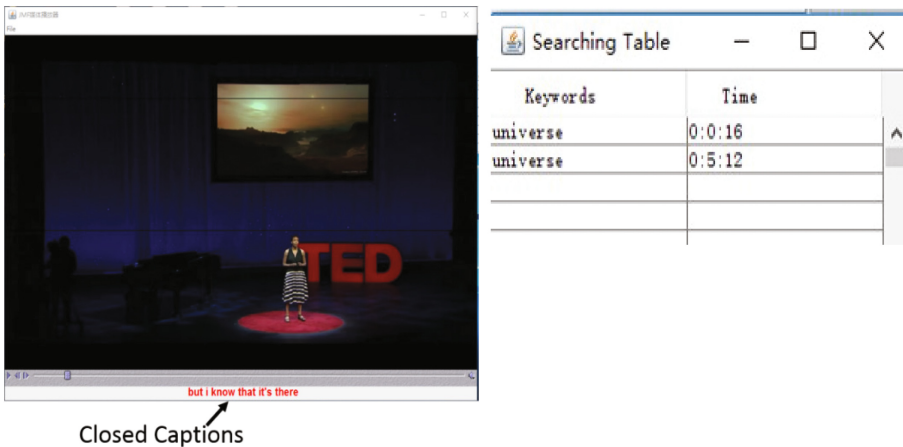 File
TED
but i know that it's there
Closed Captions
Searching Table
Keywords Time
universe 0:0:16
universe 0:5:12